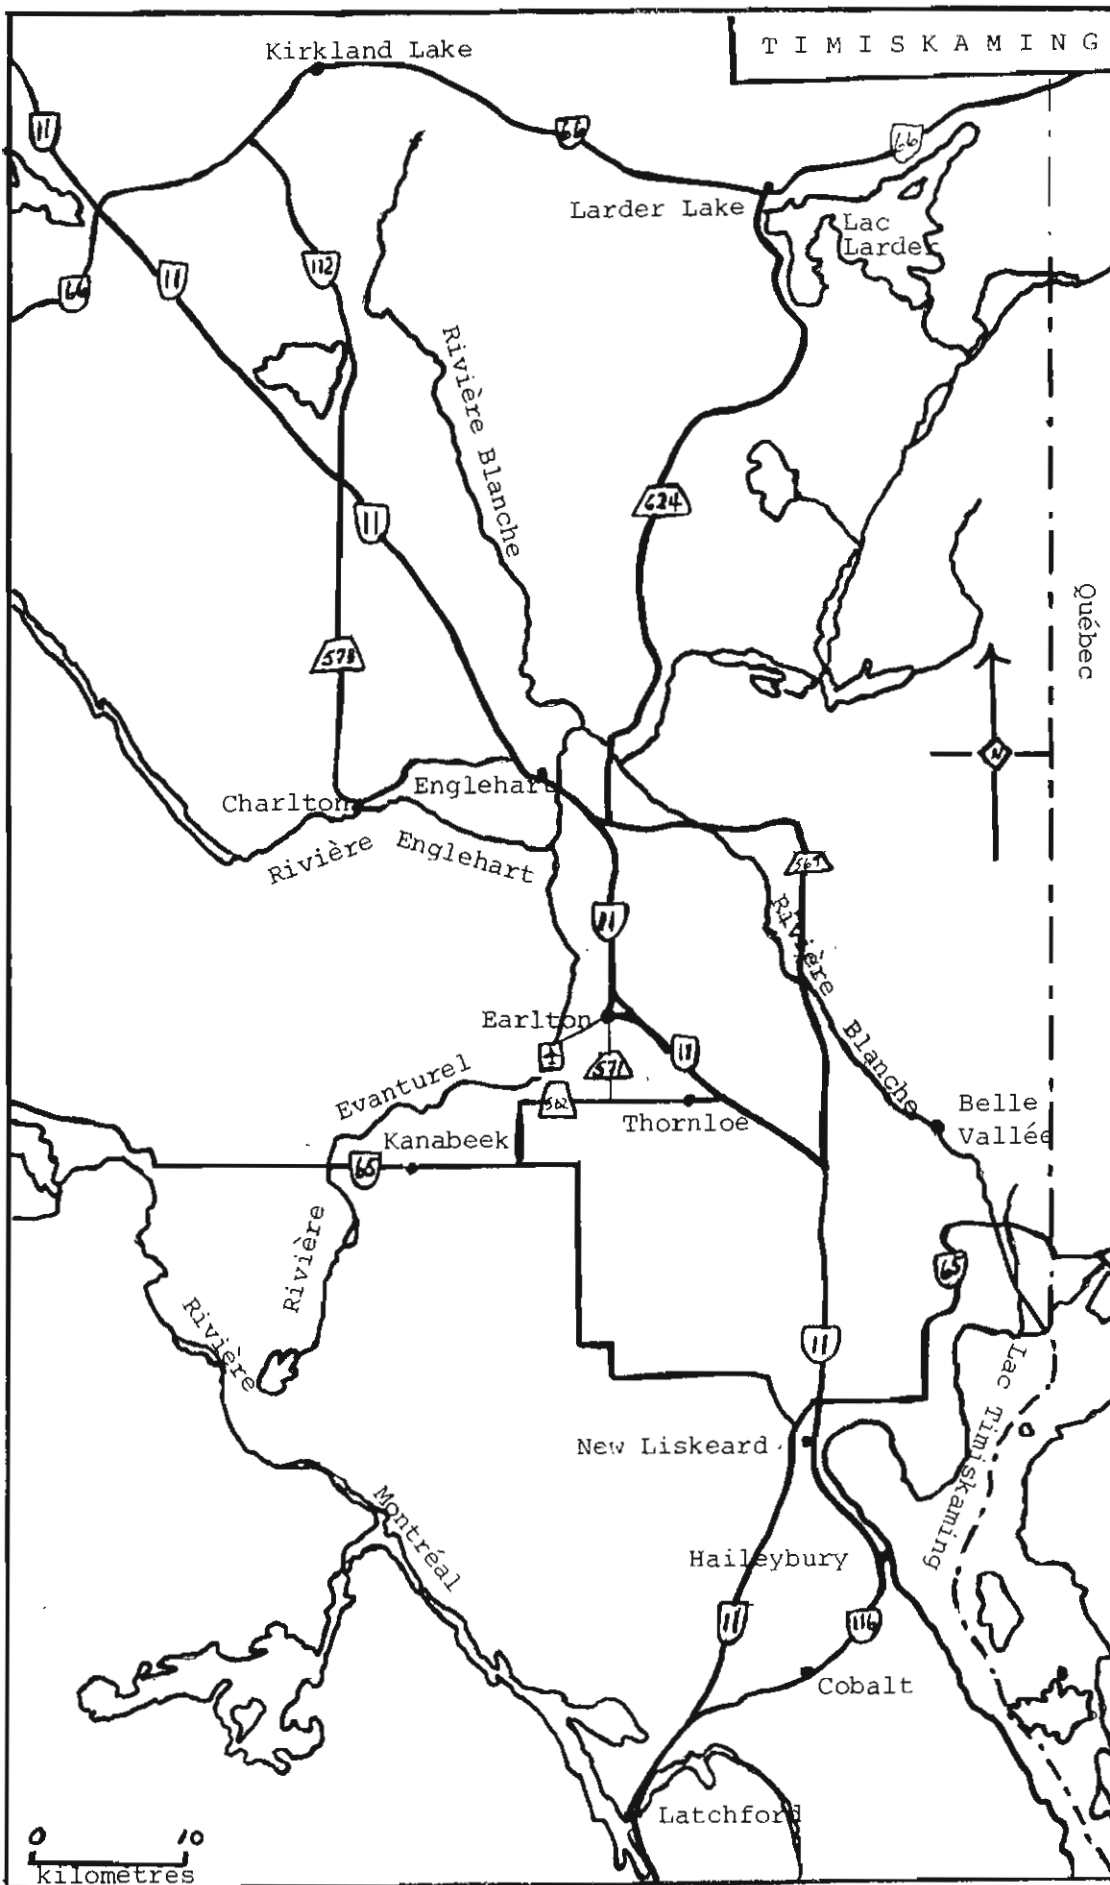 TIMISKAMING
Kirkland Lake
11
66
66
Larder Lake
Lac
Larder
11
112
66
Rivière Blanche
624
11
Québec
573
N
Englehart
Charlton
Rivière Englehart
569
11
Rivière
Blanche
Earlton
11
571
Evanturel
562
Thornloe
Belle
Vallée
Kanabeek
65
Rivière
65
Rivière
11
Lac Timiskaming
New Liskeard
Montréal
Haileybury
11
Cobalt
Latchford
0 10
kilometres